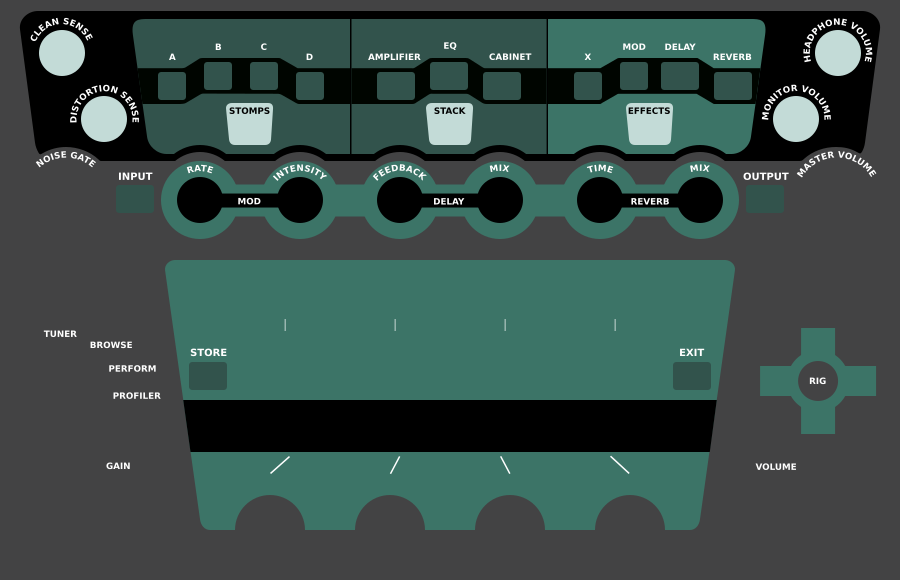 CLEAN SENSE
HEADPHONE VOLUME
A
B
C
D
AMPLIFIER
EQ
CABINET
X
MOD
DELAY
REVERB
DISTORTION SENSE
STOMPS
STACK
EFFECTS
MONITOR VOLUME
NOISE GATE
MASTER VOLUME
INPUT
RATE
INTENSITY
FEEDBACK
MIX
TIME
MIX
OUTPUT
MOD
DELAY
REVERB
TUNER
BROWSE
PERFORM
PROFILER
STORE
EXIT
RIG
GAIN
VOLUME